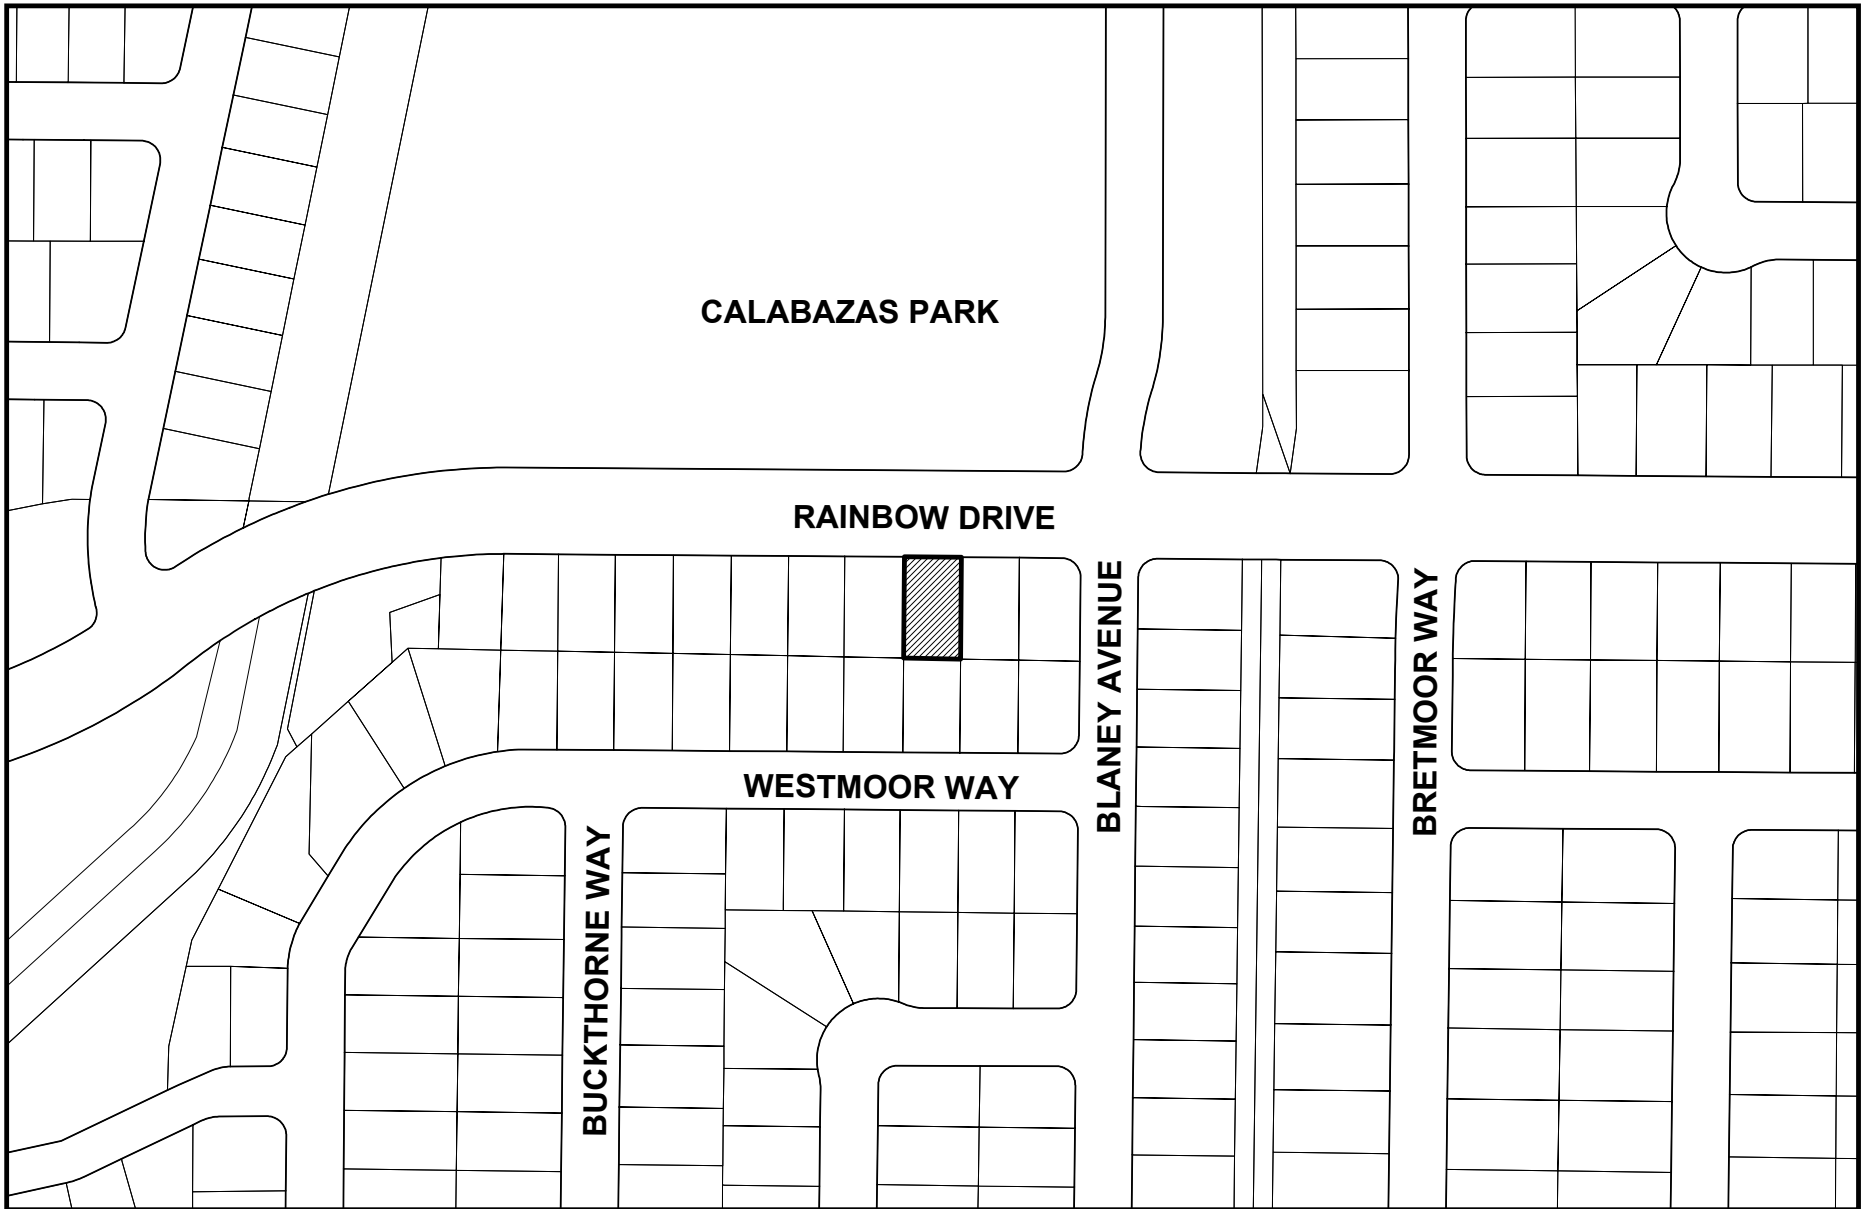 CALABAZAS PARK
RAINBOW DRIVE
BLANEY AVENUE
BRETMOOR WAY
WESTMOOR WAY
BUCKTHORNE WAY